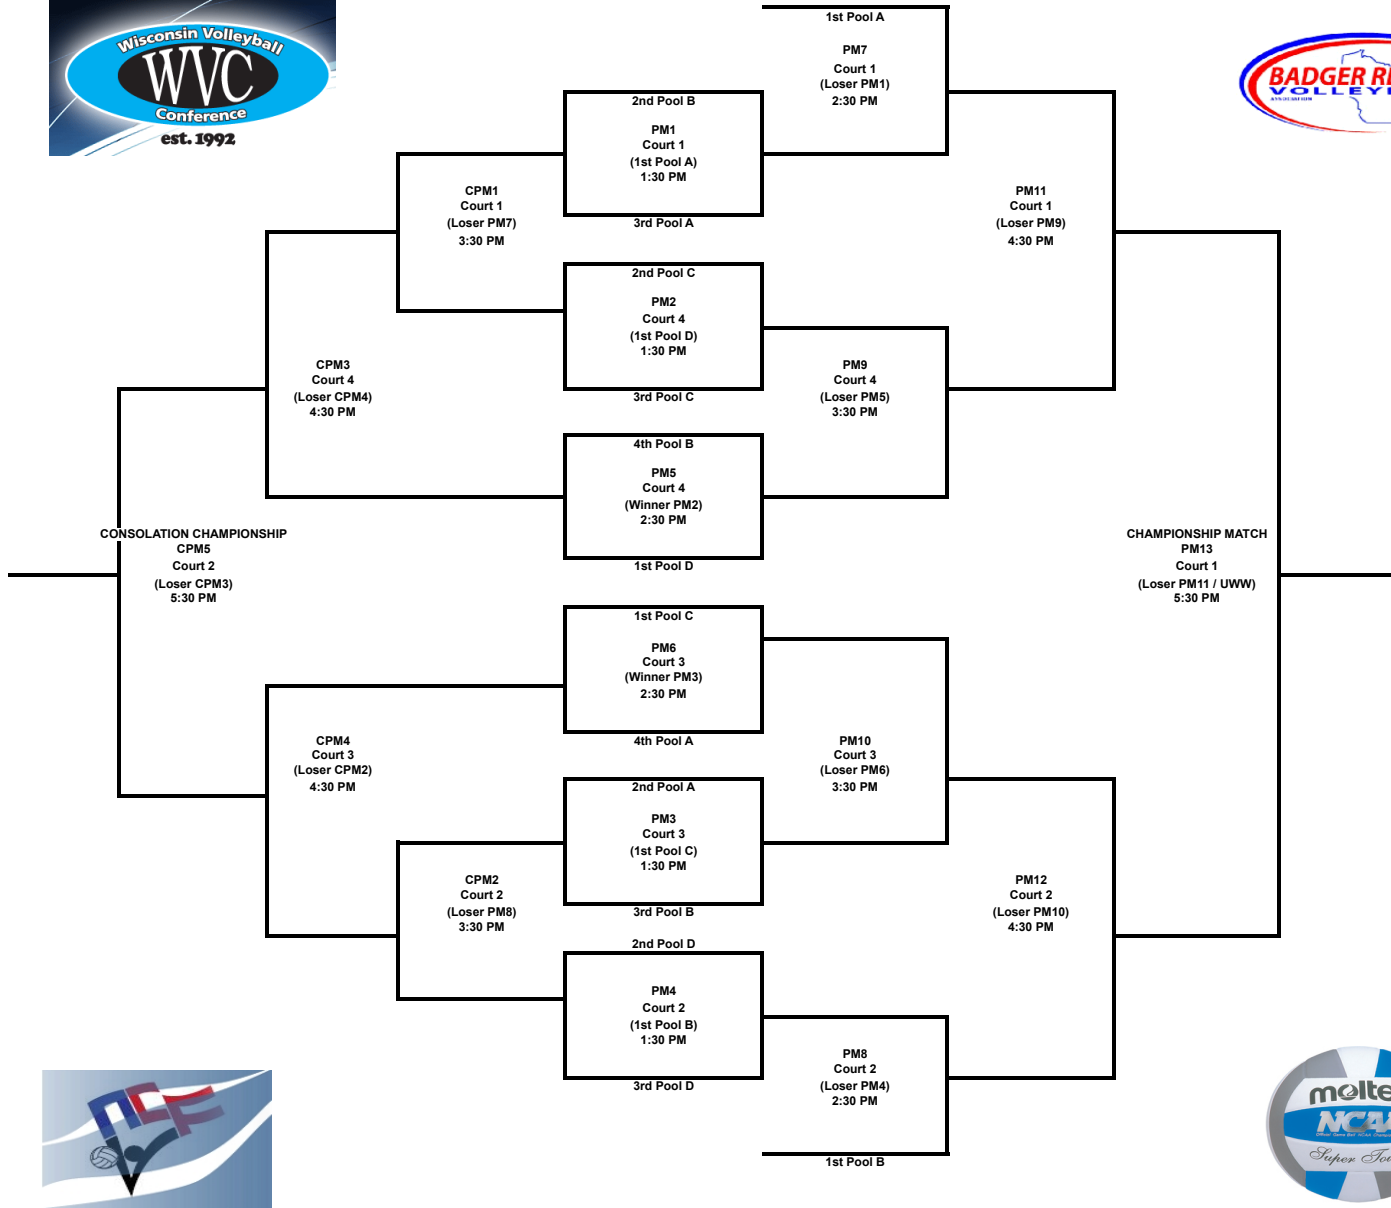 Wisconsin Volleyball
WVC
Conference
est. 1992
BADGER
VOLLEY
ASSOCIATION
1st Pool A
PM7
Court 1
(Loser PM1)
2:30 PM
2nd Pool B
PM1
Court 1
(1st Pool A)
1:30 PM
3rd Pool A
CPM1
Court 1
(Loser PM7)
3:30 PM
PM11
Court 1
(Loser PM9)
4:30 PM
2nd Pool C
PM2
Court 4
(1st Pool D)
1:30 PM
3rd Pool C
CPM3
Court 4
(Loser CPM4)
4:30 PM
PM9
Court 4
(Loser PM5)
3:30 PM
4th Pool B
PM5
Court 4
(Winner PM2)
2:30 PM
1st Pool D
CONSOLATION CHAMPIONSHIP
CPM5
Court 2
(Loser CPM3)
5:30 PM
CHAMPIONSHIP MATCH
PM13
Court 1
(Loser PM11 / UWW)
5:30 PM
1st Pool C
PM6
Court 3
(Winner PM3)
2:30 PM
4th Pool A
CPM4
Court 3
(Loser CPM2)
4:30 PM
PM10
Court 3
(Loser PM6)
3:30 PM
2nd Pool A
PM3
Court 3
(1st Pool C)
1:30 PM
3rd Pool B
CPM2
Court 2
(Loser PM8)
3:30 PM
PM12
Court 2
(Loser PM10)
4:30 PM
2nd Pool D
PM4
Court 2
(1st Pool B)
1:30 PM
3rd Pool D
PM8
Court 2
(Loser PM4)
2:30 PM
1st Pool B
NCF
molte
NCAA
Super Tou